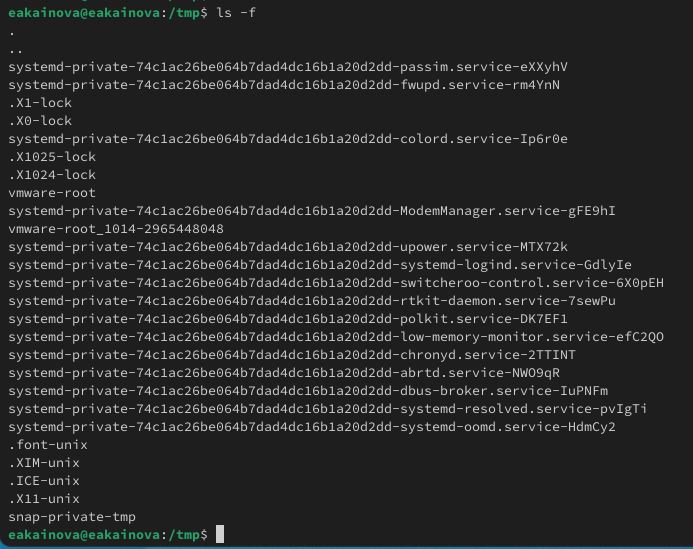 eakainova@eakainova:/tmp$ ls -f
.
..
systemd-private-74c1ac26be064b7dad4dc16b1a20d2dd-passim.service-eXXyhV
systemd-private-74c1ac26be064b7dad4dc16b1a20d2dd-fwupd.service-rm4YnN
.X1-lock
.X0-lock
systemd-private-74c1ac26be064b7dad4dc16b1a20d2dd-colord.service-Ip6r0e
.X1025-lock
.X1024-lock
vmware-root
systemd-private-74c1ac26be064b7dad4dc16b1a20d2dd-ModemManager.service-gFE9hI
vmware-root_1014-2965448048
systemd-private-74c1ac26be064b7dad4dc16b1a20d2dd-upower.service-MTX72k
systemd-private-74c1ac26be064b7dad4dc16b1a20d2dd-systemd-logind.service-GdlyIe
systemd-private-74c1ac26be064b7dad4dc16b1a20d2dd-switcheroo-control.service-6X0pEH
systemd-private-74c1ac26be064b7dad4dc16b1a20d2dd-rtkit-daemon.service-7sewPu
systemd-private-74c1ac26be064b7dad4dc16b1a20d2dd-polkit.service-DK7EF1
systemd-private-74c1ac26be064b7dad4dc16b1a20d2dd-low-memory-monitor.service-efC2QO
systemd-private-74c1ac26be064b7dad4dc16b1a20d2dd-chronyd.service-2TTINT
systemd-private-74c1ac26be064b7dad4dc16b1a20d2dd-abrtd.service-NWO9qR
systemd-private-74c1ac26be064b7dad4dc16b1a20d2dd-dbus-broker.service-IuPNFm
systemd-private-74c1ac26be064b7dad4dc16b1a20d2dd-systemd-resolved.service-pvIgTi
systemd-private-74c1ac26be064b7dad4dc16b1a20d2dd-systemd-oomd.service-HdmCy2
.font-unix
.XIM-unix
.ICE-unix
.X11-unix
snap-private-tmp
eakainova@eakainova:/tmp$